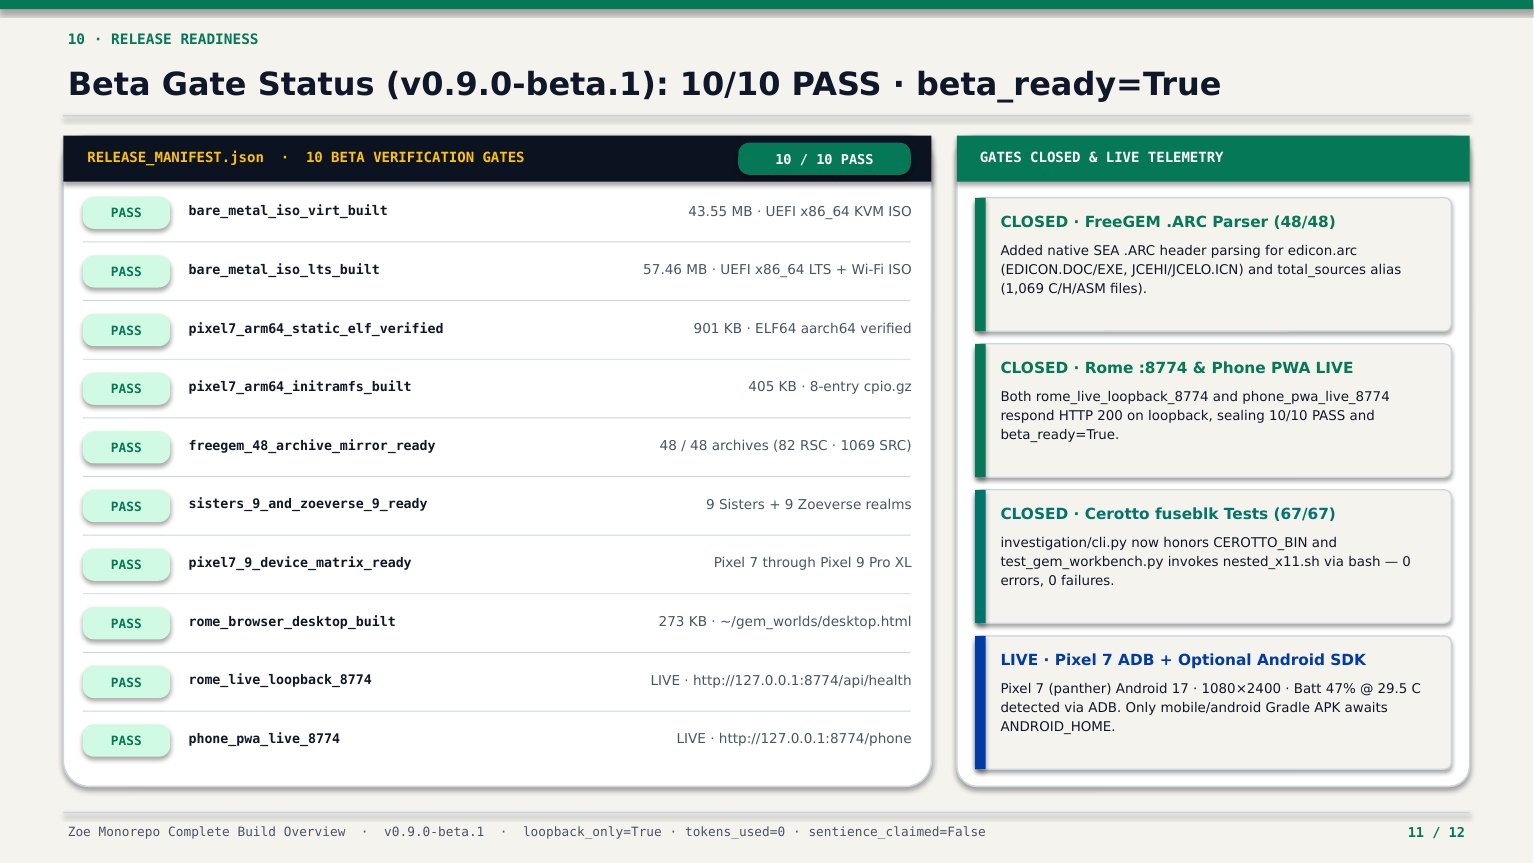 10 · RELEASE READINESS
Beta Gate Status (v0.9.0-beta.1): 10/10 PASS · beta_ready=True
RELEASE_MANIFEST.json · 10 BETA VERIFICATION GATES
10 / 10 PASS
PASS bare_metal_iso_virt_built 43.55 MB · UEFI x86_64 KVM ISO
PASS bare_metal_iso_lts_built 57.46 MB · UEFI x86_64 LTS + Wi-Fi ISO
PASS pixel7_arm64_static_elf_verified 901 KB · ELF64 aarch64 verified
PASS pixel7_arm64_initramfs_built 405 KB · 8-entry cpio.gz
PASS freegem_48_archive_mirror_ready 48 / 48 archives (82 RSC · 1069 SRC)
PASS sisters_9_and_zoeverse_9_ready 9 Sisters + 9 Zoeverse realms
PASS pixel7_9_device_matrix_ready Pixel 7 through Pixel 9 Pro XL
PASS rome_browser_desktop_built 273 KB · ~/gem_worlds/desktop.html
PASS rome_live_loopback_8774 LIVE · http://127.0.0.1:8774/api/health
PASS phone_pwa_live_8774 LIVE · http://127.0.0.1:8774/phone
GATES CLOSED & LIVE TELEMETRY
CLOSED · FreeGEM .ARC Parser (48/48)
Added native SEA .ARC header parsing for edicon.arc
(EDICON.DOC/EXE, JCEHI/JCELO.ICN) and total_sources alias
(1,069 C/H/ASM files).
CLOSED · Rome :8774 & Phone PWA LIVE
Both rome_live_loopback_8774 and phone_pwa_live_8774
respond HTTP 200 on loopback, sealing 10/10 PASS and
beta_ready=True.
CLOSED · Cerotto fuseblk Tests (67/67)
investigation/cli.py now honors CEROTTO_BIN and
test_gem_workbench.py invokes nested_x11.sh via bash — 0
errors, 0 failures.
LIVE · Pixel 7 ADB + Optional Android SDK
Pixel 7 (panther) Android 17 · 1080×2400 · Batt 47% @ 29.5 C
detected via ADB. Only mobile/android Gradle APK awaits
ANDROID_HOME.
Zoe Monorepo Complete Build Overview · v0.9.0-beta.1 · loopback_only=True · tokens_used=0 · sentience_claimed=False
11 / 12